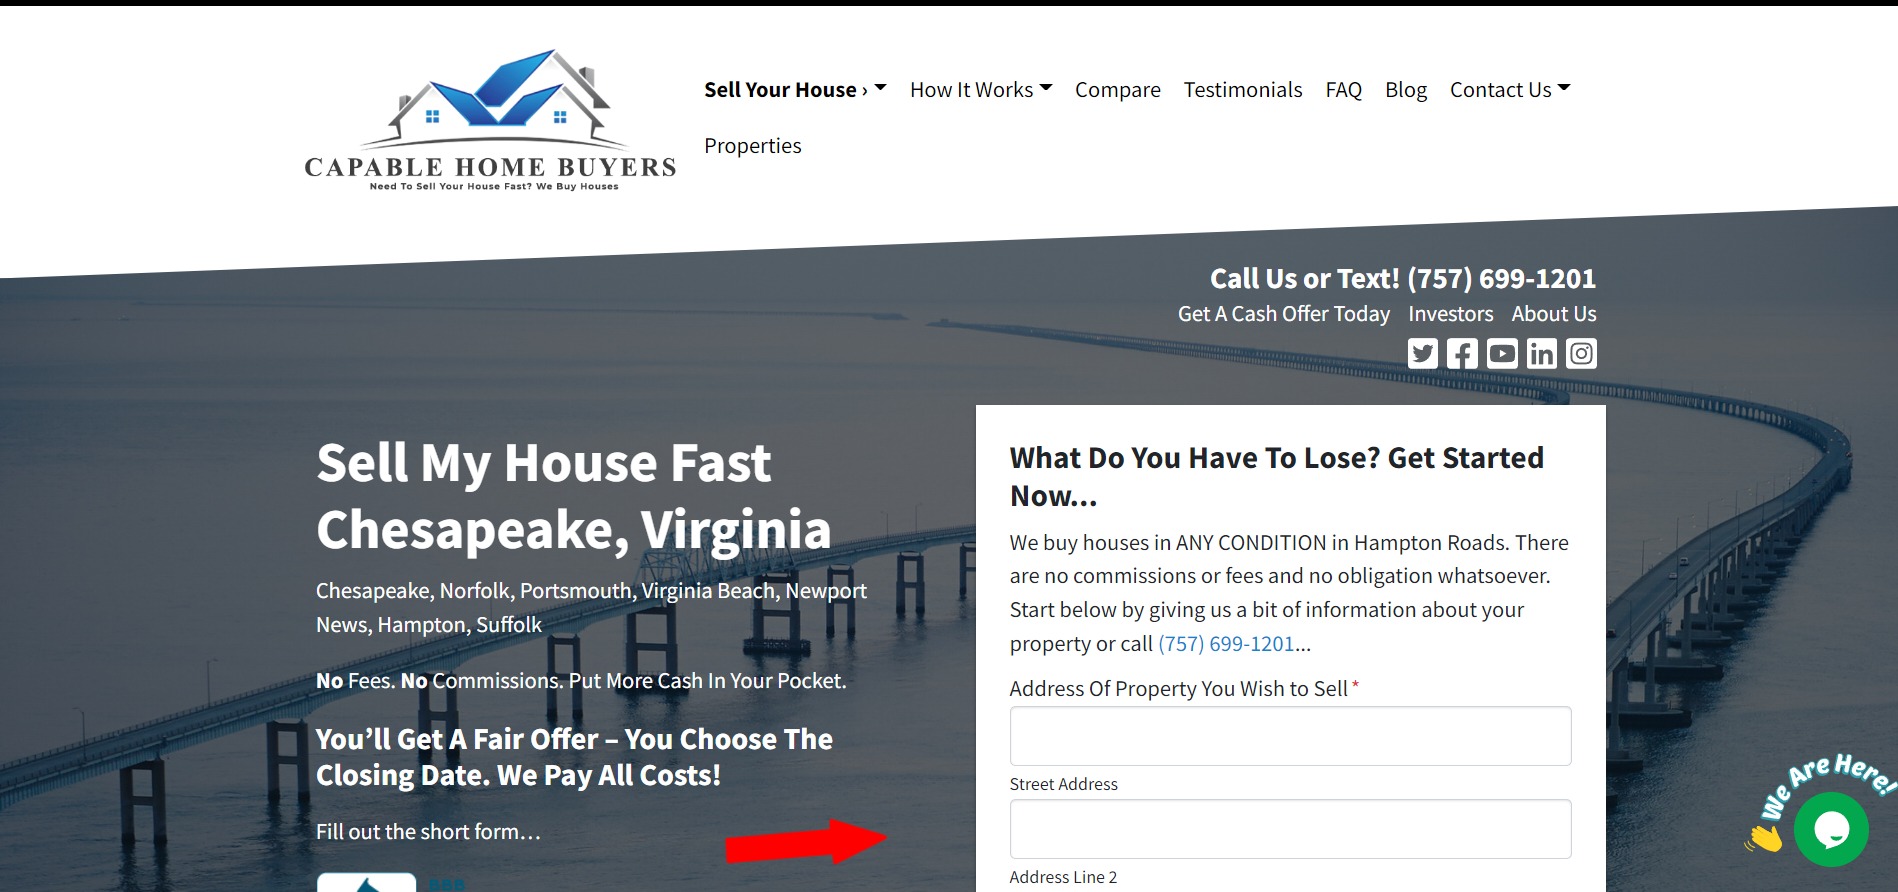 CAPABLE HOME BUYERS
Need To Sell Your House Fast? We Buy Houses
Sell Your House ›
How It Works
Compare
Testimonials
FAQ
Blog
Contact Us
Properties
Call Us or Text! (757) 699-1201
Get A Cash Offer Today
Investors
About Us
Sell My House Fast
Chesapeake, Virginia
Chesapeake, Norfolk, Portsmouth, Virginia Beach, Newport
News, Hampton, Suffolk
No Fees. No Commissions. Put More Cash In Your Pocket.
You’ll Get A Fair Offer – You Choose The
Closing Date. We Pay All Costs!
Fill out the short form…
What Do You Have To Lose? Get Started
Now...
We buy houses in ANY CONDITION in Hampton Roads. There
are no commissions or fees and no obligation whatsoever.
Start below by giving us a bit of information about your
property or call (757) 699-1201...
Address Of Property You Wish to Sell *
Street Address
Address Line 2
We Are Here!